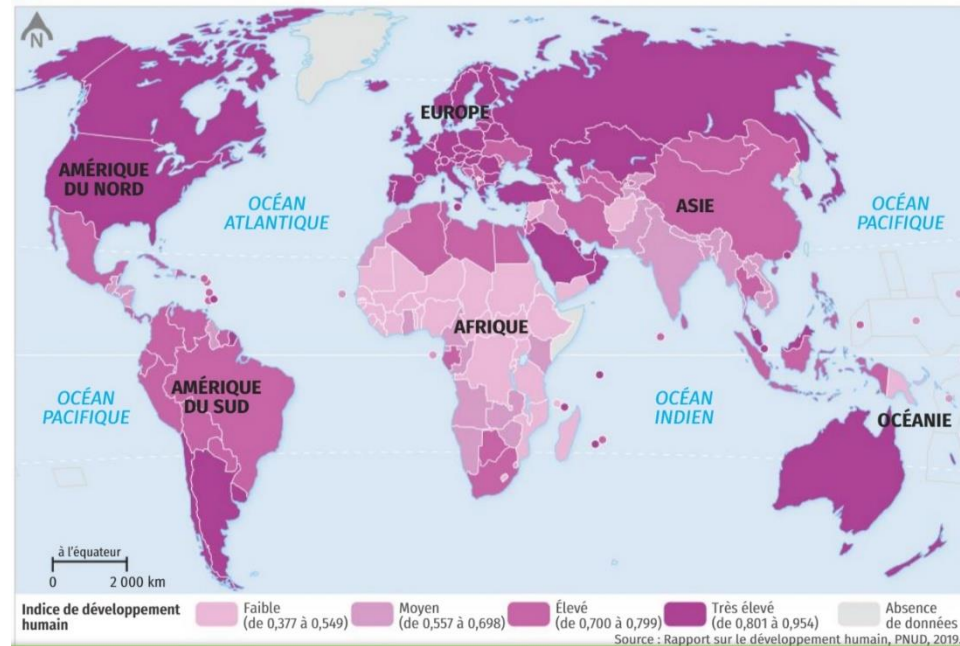 N
EUROPE
AMÉRIQUE
DU NORD
OCÉAN
ATLANTIQUE
ASIE
OCÉAN
PACIFIQUE
AFRIQUE
OCÉAN
PACIFIQUE
AMÉRIQUE
DU SUD
OCÉAN
INDIEN
OCÉANIE
à l'équateur
0 2 000 km
Indice de développement
humain
Faible
(de 0,377 à 0,549)
Moyen
(de 0,557 à 0,698)
Élevé
(de 0,700 à 0,799)
Très élevé
(de 0,801 à 0,954)
Absence
de données
Source : Rapport sur le développement humain, PNUD, 2019.